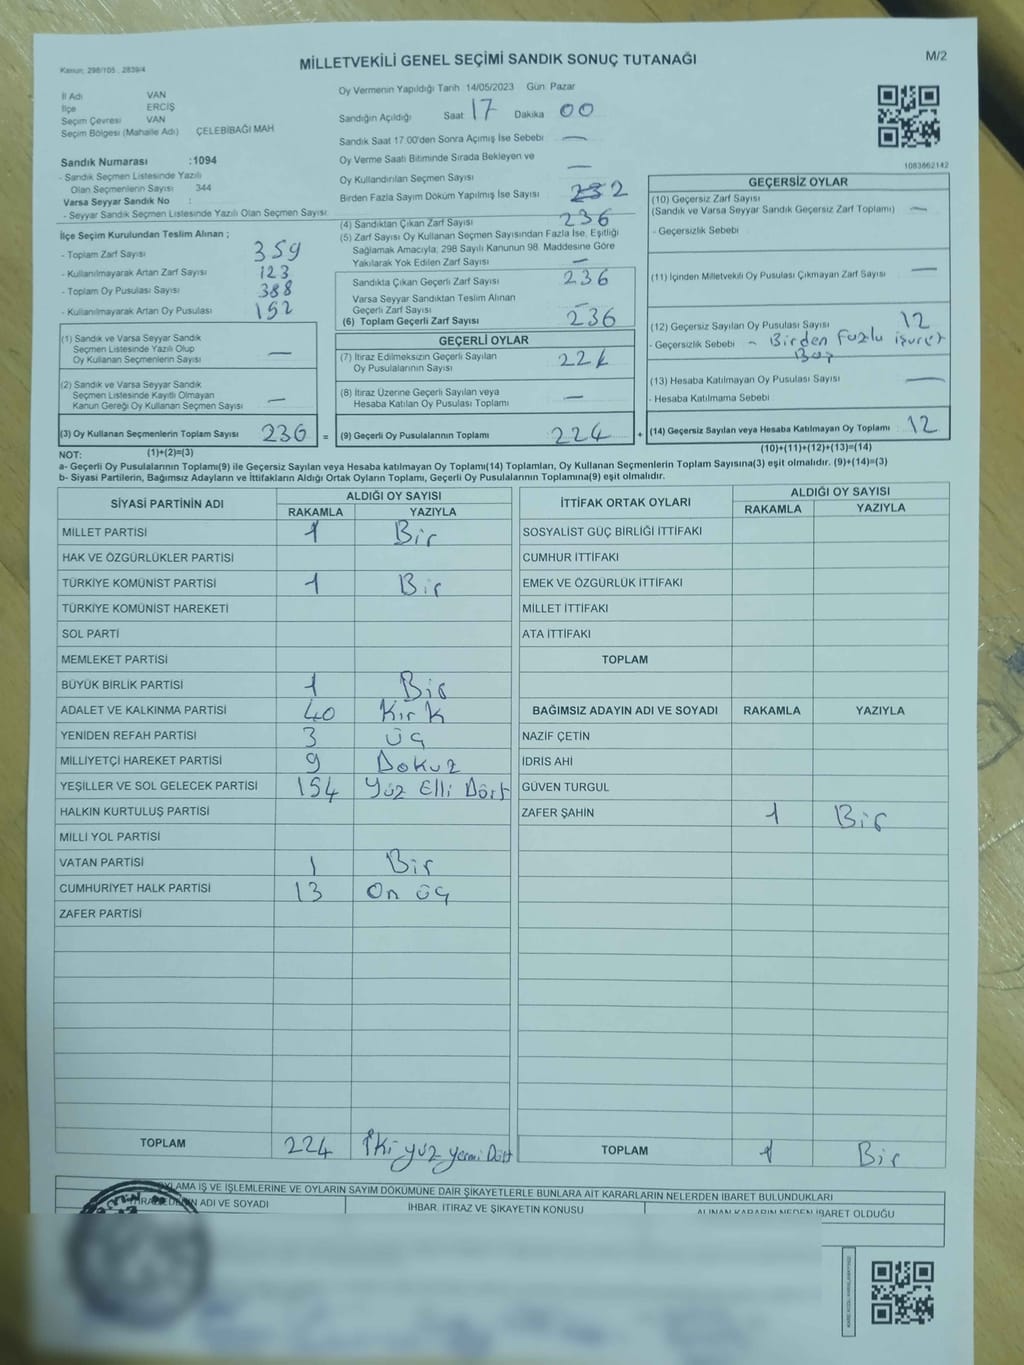 Kanun: 298/105 , 2839/4
MİLLETVEKİLİ GENEL SEÇİMİ SANDIK SONUÇ TUTANAĞI
M/2
İl Adı VAN
İlçe ERCİŞ
Seçim Çevresi VAN
Seçim Bölgesi (Mahalle Adı) ÇELEBİBAĞI MAH
Sandık Numarası :1094
- Sandık Seçmen Listesinde Yazılı
Olan Seçmenlerin Sayısı 344
Varsa Seyyar Sandık No :
- Seyyar Sandık Seçmen Listesinde Yazılı Olan Seçmen Sayısı
İlçe Seçim Kurulundan Teslim Alınan ;
- Toplam Zarf Sayısı 359
- Kullanılmayarak Artan Zarf Sayısı 123
- Toplam Oy Pusulası Sayısı 388
- Kullanılmayarak Artan Oy Pusulası 152
(1) Sandık ve Varsa Seyyar Sandık
Seçmen Listesinde Yazılı Olup
Oy Kullanan Seçmenlerin Sayısı —
(2) Sandık ve Varsa Seyyar Sandık
Seçmen Listesinde Kayıtlı Olmayan
Kanun Gereği Oy Kullanan Seçmen Sayısı —
(3) Oy Kullanan Seçmenlerin Toplam Sayısı 236
(1)+(2)=(3)
Oy Vermenin Yapıldığı Tarih 14/05/2023 Gün: Pazar
Sandığın Açıldığı Saat 17 Dakika 00
Sandık Saat 17.00'den Sonra Açımış İse Sebebi —
Oy Verme Saati Bitiminde Sırada Bekleyen ve
Oy Kullandırılan Seçmen Sayısı —
Birden Fazla Sayım Döküm Yapılmış İse Sayısı 2
(4) Sandıktan Çıkan Zarf Sayısı 236
(5) Zarf Sayısı Oy Kullanan Seçmen Sayısından Fazla İse, Eşitliği
Sağlamak Amacıyla, 298 Sayılı Kanunun 98. Maddesine Göre
Yakılarak Yok Edilen Zarf Sayısı —
Sandıkta Çıkan Geçerli Zarf Sayısı 236
Varsa Seyyar Sandıktan Teslim Alınan
Geçerli Zarf Sayısı —
(6) Toplam Geçerli Zarf Sayısı 236
GEÇERLİ OYLAR
(7) İtiraz Edilmeksizin Geçerli Sayılan
Oy Pusulalarının Sayısı 224
(8) İtiraz Üzerine Geçerli Sayılan veya
Hesaba Katılan Oy Pusulası Toplamı —
= (9) Geçerli Oy Pusulalarının Toplamı 224 +
1083662142
GEÇERSİZ OYLAR
(10) Geçersiz Zarf Sayısı
(Sandık ve Varsa Seyyar Sandık Geçersiz Zarf Toplamı) —
- Geçersizlik Sebebi
(11) İçinden Milletvekili Oy Pusulası Çıkmayan Zarf Sayısı —
(12) Geçersiz Sayılan Oy Pusulası Sayısı 12
- Geçersizlik Sebebi - Birden Fazla işaret
(13) Hesaba Katılmayan Oy Pusulası Sayısı —
- Hesaba Katılmama Sebebi
(14) Geçersiz Sayılan veya Hesaba Katılmayan Oy Toplamı : 12
(10)+(11)+(12)+(13)=(14)
NOT:
a- Geçerli Oy Pusulalarının Toplamı(9) ile Geçersiz Sayılan veya Hesaba katılmayan Oy Toplamı(14) Toplamları, Oy Kullanan Seçmenlerin Toplam Sayısına(3) eşit olmalıdır. (9)+(14)=(3)
b- Siyasi Partilerin, Bağımsız Adayların ve İttifakların Aldığı Ortak Oyların Toplamı, Geçerli Oy Pusulalarının Toplamına(9) eşit olmalıdır.
SİYASİ PARTİNİN ADI ALDIĞI OY SAYISI
RAKAMLA YAZIYLA
MİLLET PARTİSİ 1 Bir
HAK VE ÖZGÜRLÜKLER PARTİSİ
TÜRKİYE KOMÜNİST PARTİSİ 1 Bir
TÜRKİYE KOMÜNİST HAREKETİ
SOL PARTİ
MEMLEKET PARTİSİ
BÜYÜK BİRLİK PARTİSİ 1 Bir
ADALET VE KALKINMA PARTİSİ 40 Kırk
YENİDEN REFAH PARTİSİ 3 üç
MİLLİYETÇİ HAREKET PARTİSİ 9 Dokuz
YEŞİLLER VE SOL GELECEK PARTİSİ 154 Yüz Elli Dört
HALKIN KURTULUŞ PARTİSİ
MİLLİ YOL PARTİSİ
VATAN PARTİSİ 1 Bir
CUMHURİYET HALK PARTİSİ 13 On üç
ZAFER PARTİSİ
TOPLAM 224 İki yüz yirmi Dört
İTTİFAK ORTAK OYLARI ALDIĞI OY SAYISI
RAKAMLA YAZIYLA
SOSYALİST GÜÇ BİRLİĞİ İTTİFAKI
CUMHUR İTTİFAKI
EMEK VE ÖZGÜRLÜK İTTİFAKI
MİLLET İTTİFAKI
ATA İTTİFAKI
TOPLAM
BAĞIMSIZ ADAYIN ADI VE SOYADI RAKAMLA YAZIYLA
NAZİF ÇETİN
İDRİS AHİ
GÜVEN TURGUL
ZAFER ŞAHİN 1 Bir
TOPLAM 1 Bir
OYLAMA İŞ VE İŞLEMLERİNE VE OYLARIN SAYIM DÖKÜMÜNE DAİR ŞİKAYETLERLE BUNLARA AİT KARARLARIN NELERDEN İBARET BULUNDUKLARI
ADI VE SOYADI İHBAR, İTİRAZ VE ŞİKAYETİN KONUSU ALINAN KARARIN NEDEN İBARET OLDUĞU